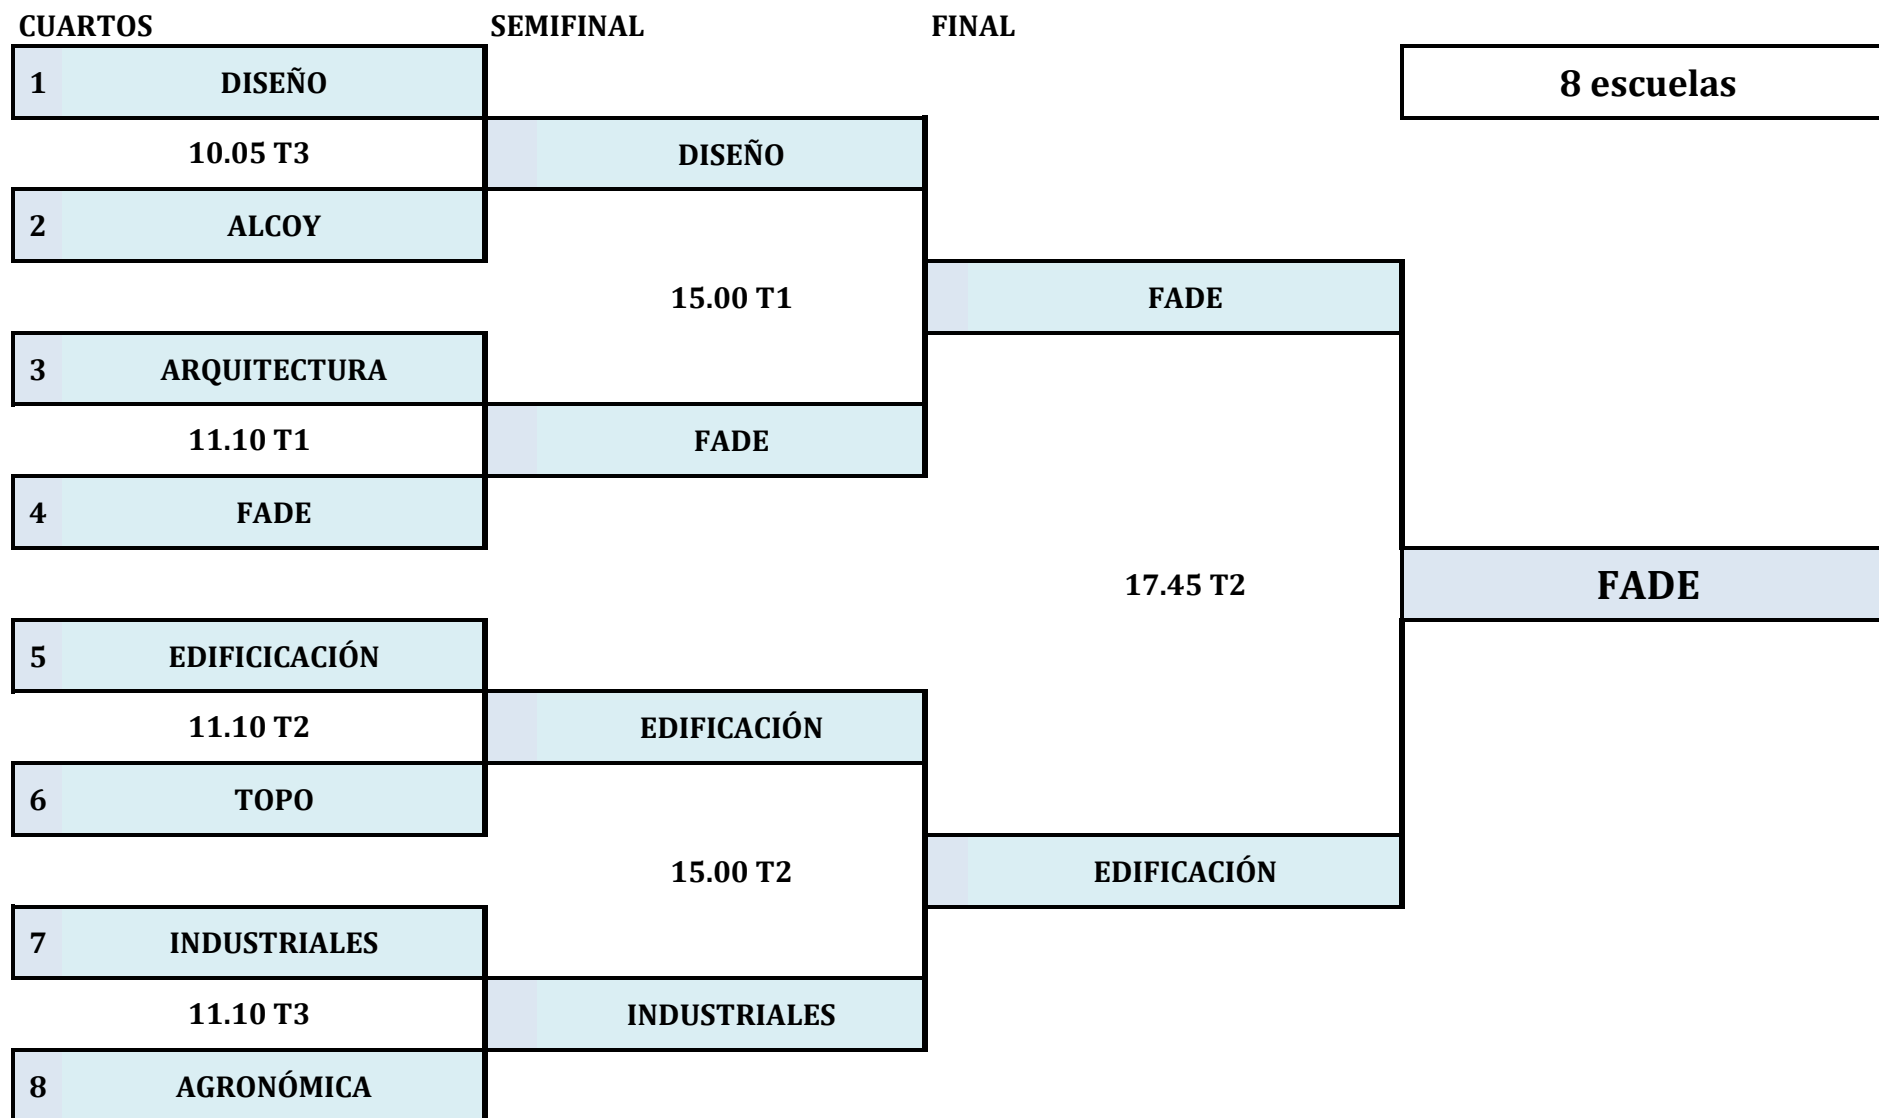 CUARTOS SEMIFINAL FINAL
1 DISEÑO 8 escuelas
10.05 T3 DISEÑO
2 ALCOY
15.00 T1 FADE
3 ARQUITECTURA
11.10 T1 FADE
4 FADE
17.45 T2 FADE
5 EDIFICICACIÓN
11.10 T2 EDIFICACIÓN
6 TOPO
15.00 T2 EDIFICACIÓN
7 INDUSTRIALES
11.10 T3 INDUSTRIALES
8 AGRONÓMICA